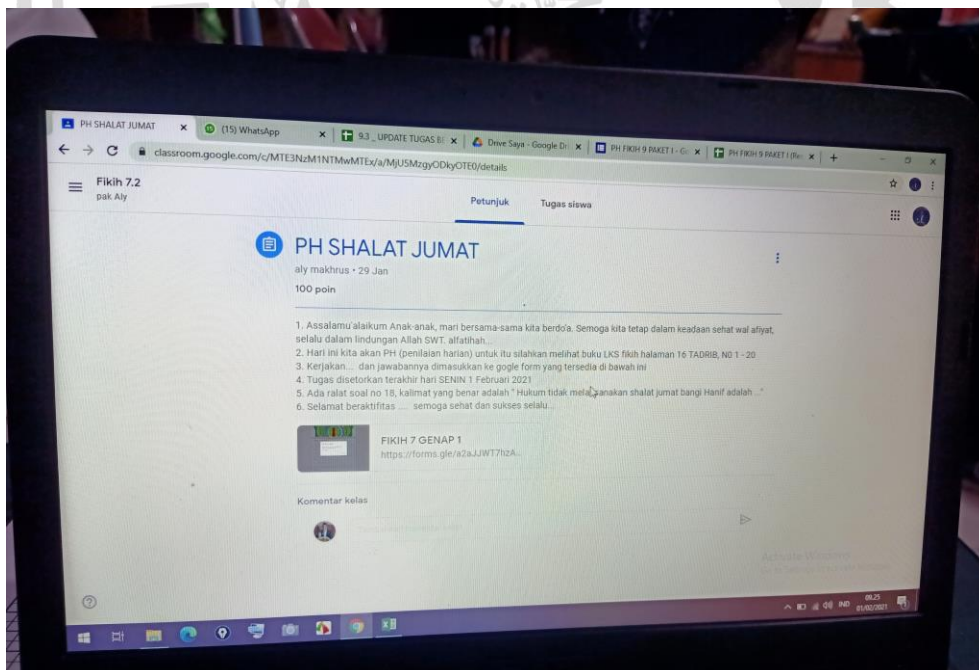 PH SHALAT JUMAT
(15) WhatsApp
9.3 _ UPDATE TUGAS
Drive Saya - Google Dri
PH FIKIH 9 PAKET I - G
PH FIKIH 9 PAKET I (Re
classroom.google.com/c/MTE3NzM1NTMwMTEx/a/MjU5MzgyODkyOTE0/details
Fikih 7.2
pak Aly
Petunjuk
Tugas siswa
PH SHALAT JUMAT
aly makhrus • 29 Jan
100 poin
1. Assalamu'alaikum Anak-anak, mari bersama-sama kita berdo'a. Semoga kita tetap dalam keadaan sehat wal afiyat,
selalu dalam lindungan Allah SWT. alfatihah...
2. Hari ini kita akan PH (penilaian harian) untuk itu silahkan melihat buku LKS fikih halaman 16 TADRIB, NO 1 - 20
3. Kerjakan... dan jawabannya dimasukkan ke gogle form yang tersedia di bawah ini
4. Tugas disetorkan terakhir hari SENIN 1 Februari 2021
5. Ada ralat soal no 18, kalimat yang benar adalah " Hukum tidak melaksanakan shalat jumat bangi Hanif adalah ..."
6. Selamat beraktifitas .... semoga sehat dan sukses selalu...
FIKIH 7 GENAP 1
https://forms.gle/a2aJJWT7hzA...
Komentar kelas
Activate Windows
IND
09.25
01/02/2021